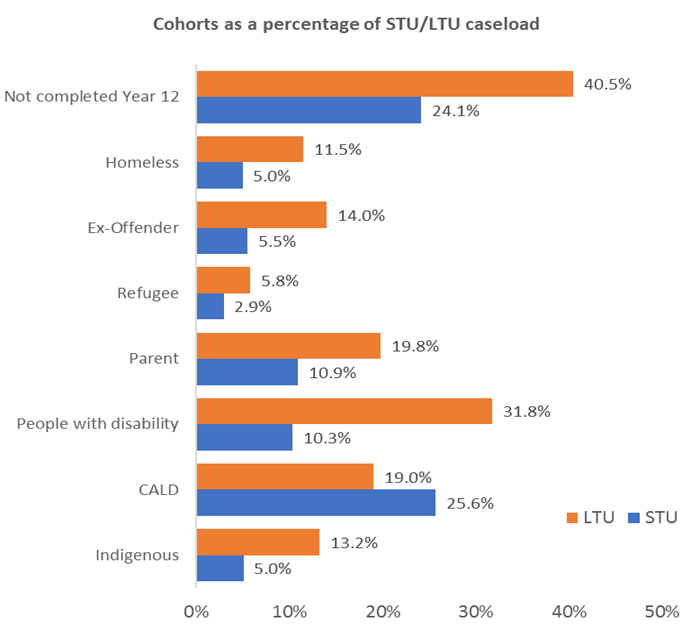 Cohorts as a percentage of STU/LTU caseload
Not completed Year 12
40.5%
24.1%
Homeless
11.5%
5.0%
Ex-Offender
14.0%
5.5%
Refugee
5.8%
2.9%
Parent
19.8%
10.9%
People with disability
31.8%
10.3%
CALD
19.0%
25.6%
LTU STU
Indigenous
13.2%
5.0%
0% 10% 20% 30% 40% 50%